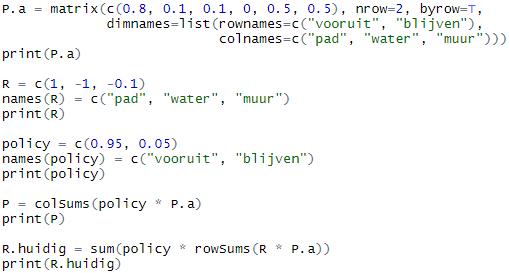 P.a = matrix(c(0.8, 0.1, 0.1, 0, 0.5, 0.5), nrow=2, byrow=T,
dimnames=list(rownames=c("vooruit", "blijven"),
colnames=c("pad", "water", "muur")))
print(P.a)
R = c(1, -1, -0.1)
names(R) = c("pad", "water", "muur")
print(R)
policy = c(0.95, 0.05)
names(policy) = c("vooruit", "blijven")
print(policy)
P = colSums(policy * P.a)
print(P)
R.huidig = sum(policy * rowSums(R * P.a))
print(R.huidig)